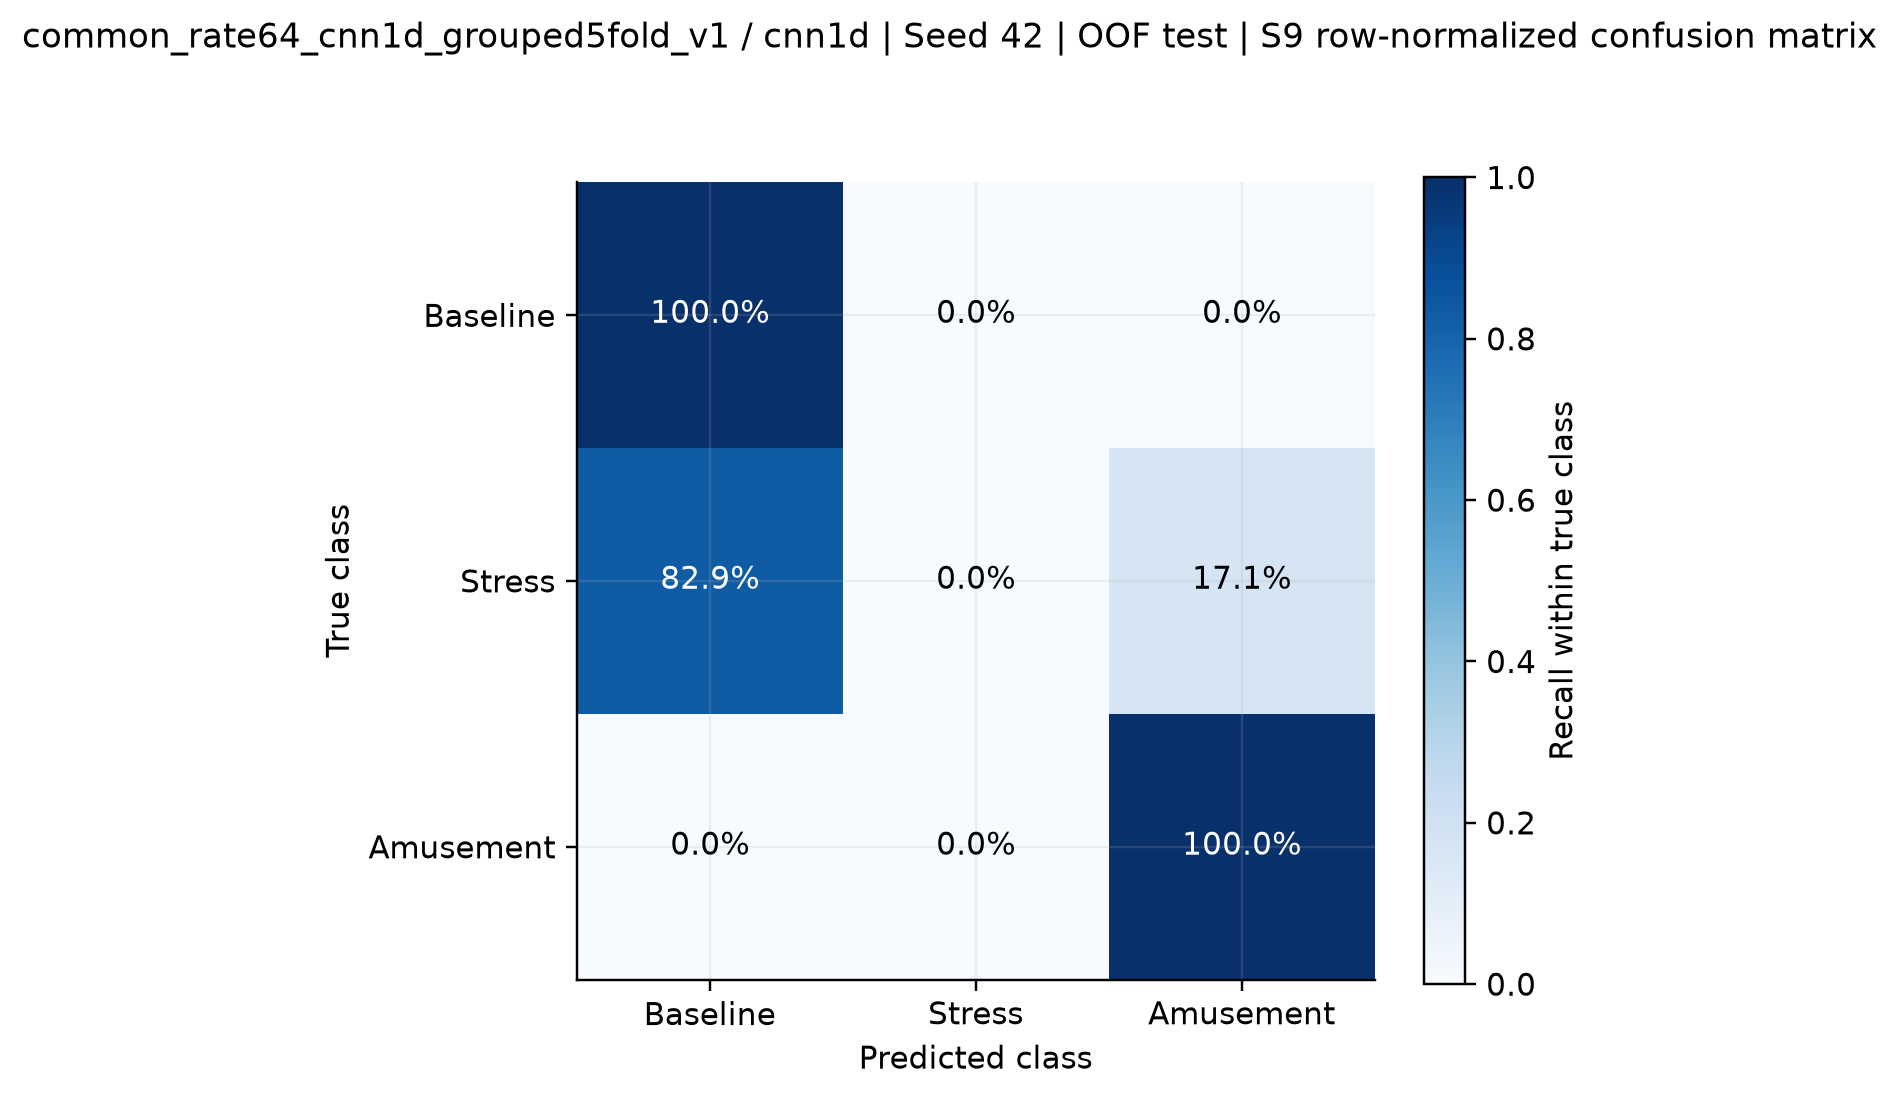 common_rate64_cnn1d_grouped5fold_v1 / cnn1d | Seed 42 | OOF test | S9 row-normalized confusion matrix
Baseline
100.0%
0.0%
0.0%
Stress
82.9%
0.0%
17.1%
Amusement
0.0%
0.0%
100.0%
True class
Baseline
Stress
Amusement
Predicted class
1.0
0.8
0.6
0.4
0.2
0.0
Recall within true class